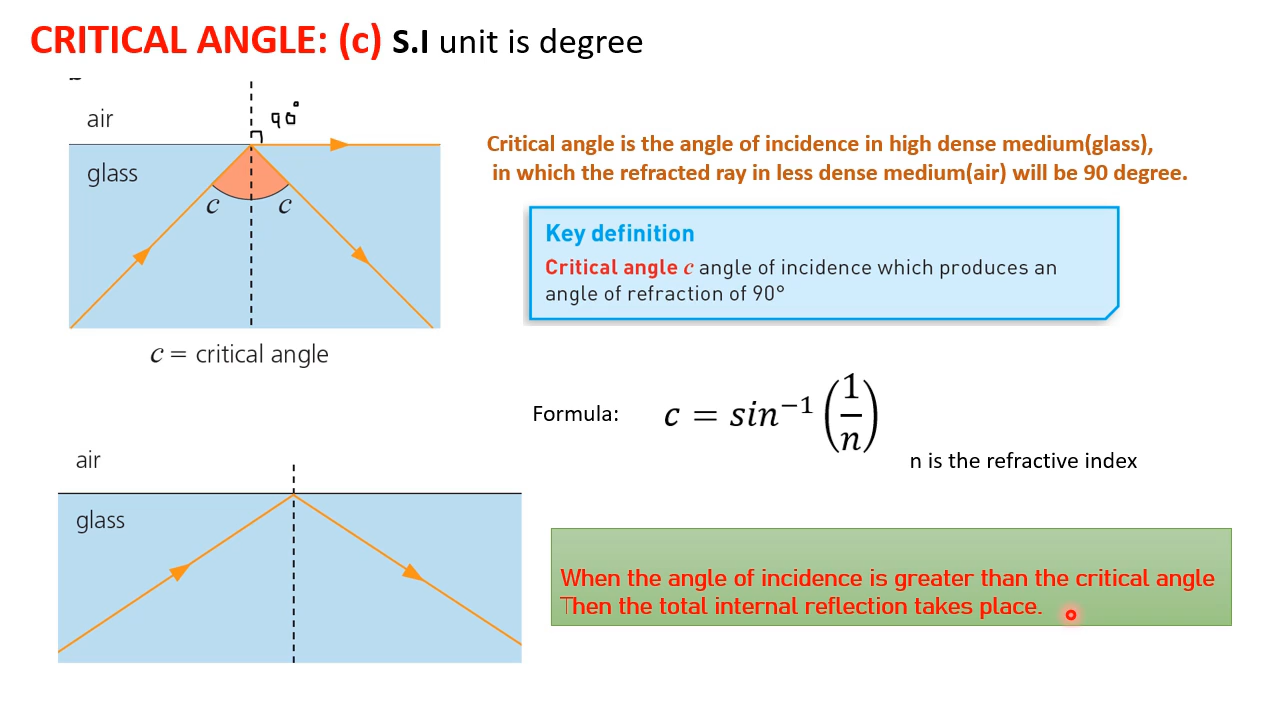 CRITICAL ANGLE: (c) S.I unit is degree
air
90°
glass
c c
c = critical angle
Critical angle is the angle of incidence in high dense medium(glass),
in which the refracted ray in less dense medium(air) will be 90 degree.
Key definition
Critical angle c angle of incidence which produces an
angle of refraction of 90°
Formula: c = sin⁻¹ (1/n)
n is the refractive index
air
glass
When the angle of incidence is greater than the critical angle
Then the total internal reflection takes place.